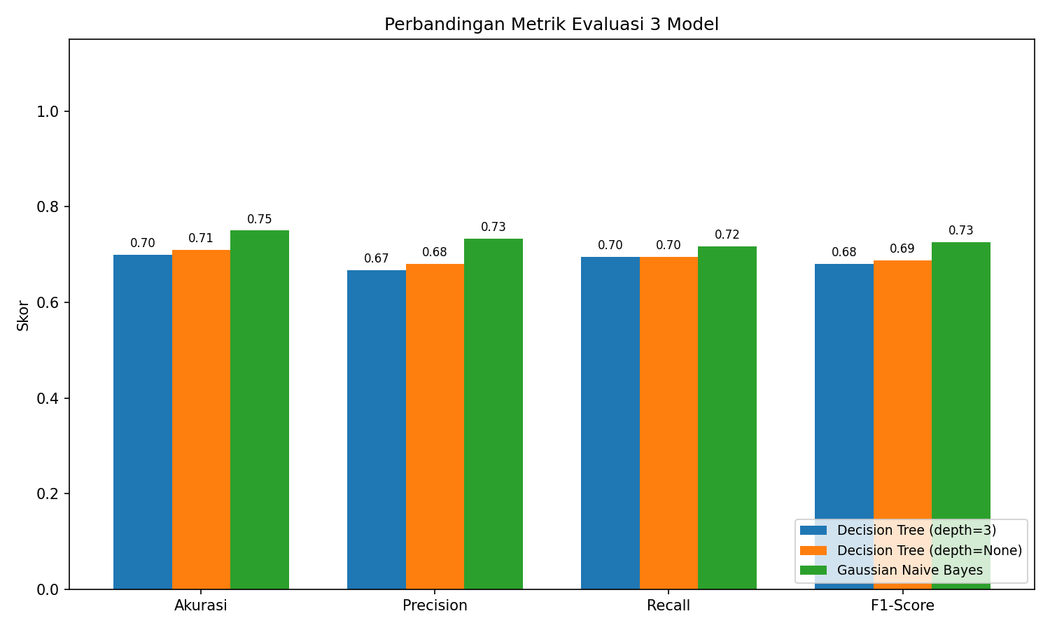 Perbandingan Metrik Evaluasi 3 Model
Skor
1.0
0.8
0.6
0.4
0.2
0.0
0.70 0.71 0.75
0.67 0.68 0.73
0.70 0.70 0.72
0.68 0.69 0.73
Akurasi Precision Recall F1-Score
Decision Tree (depth=3)
Decision Tree (depth=None)
Gaussian Naive Bayes